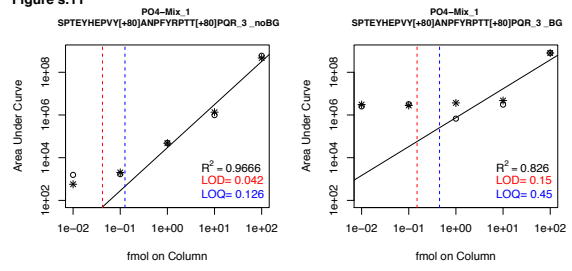 Figure s.11
PO4-Mix_1
SPTEYHEPVY[+80]ANPFYRPTT[+80]PQR_3 _noBG
Area Under Curve
1e+08
1e+06
1e+04
1e+02
R² = 0.9666
LOD= 0.042
LOQ= 0.126
1e-02 1e-01 1e+00 1e+01 1e+02
fmol on Column
PO4-Mix_1
SPTEYHEPVY[+80]ANPFYRPTT[+80]PQR_3 _BG
Area Under Curve
1e+08
1e+06
1e+04
1e+02
R² = 0.826
LOD= 0.15
LOQ= 0.45
1e-02 1e-01 1e+00 1e+01 1e+02
fmol on Column